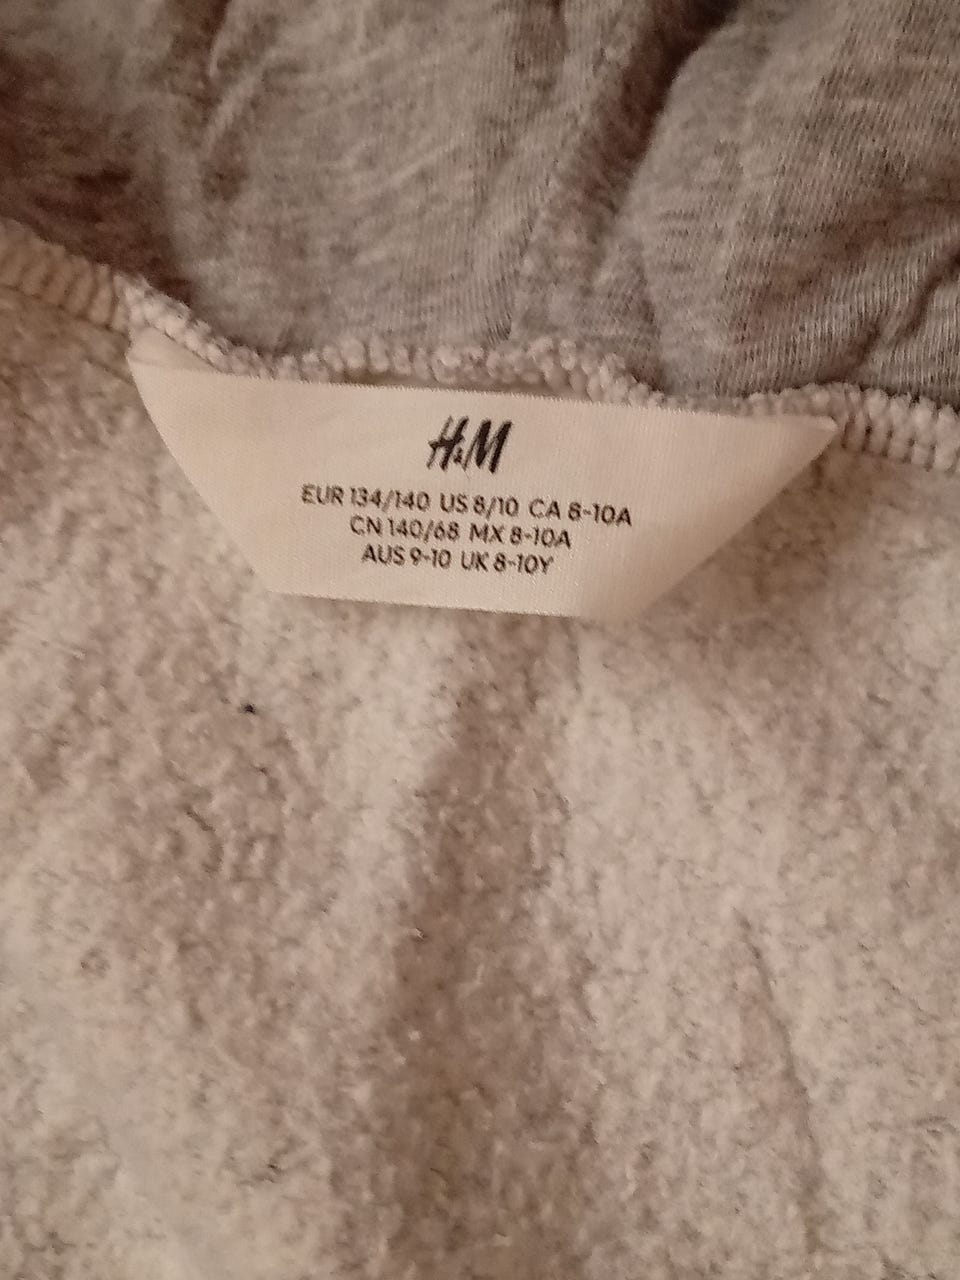 H&M
EUR 134/140 US 8/10 CA 8-10A
CN 140/68 MX 8-10A
AUS 9-10 UK 8-10Y